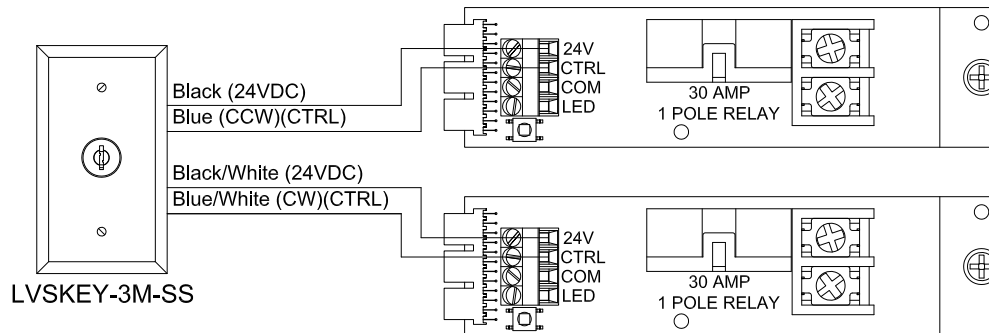 24V
CTRL
COM
LED
30 AMP
1 POLE RELAY
Black (24VDC)
Blue (CCW)(CTRL)
Black/White (24VDC)
Blue/White (CW)(CTRL)
24V
CTRL
COM
LED
30 AMP
1 POLE RELAY
LVSKEY-3M-SS